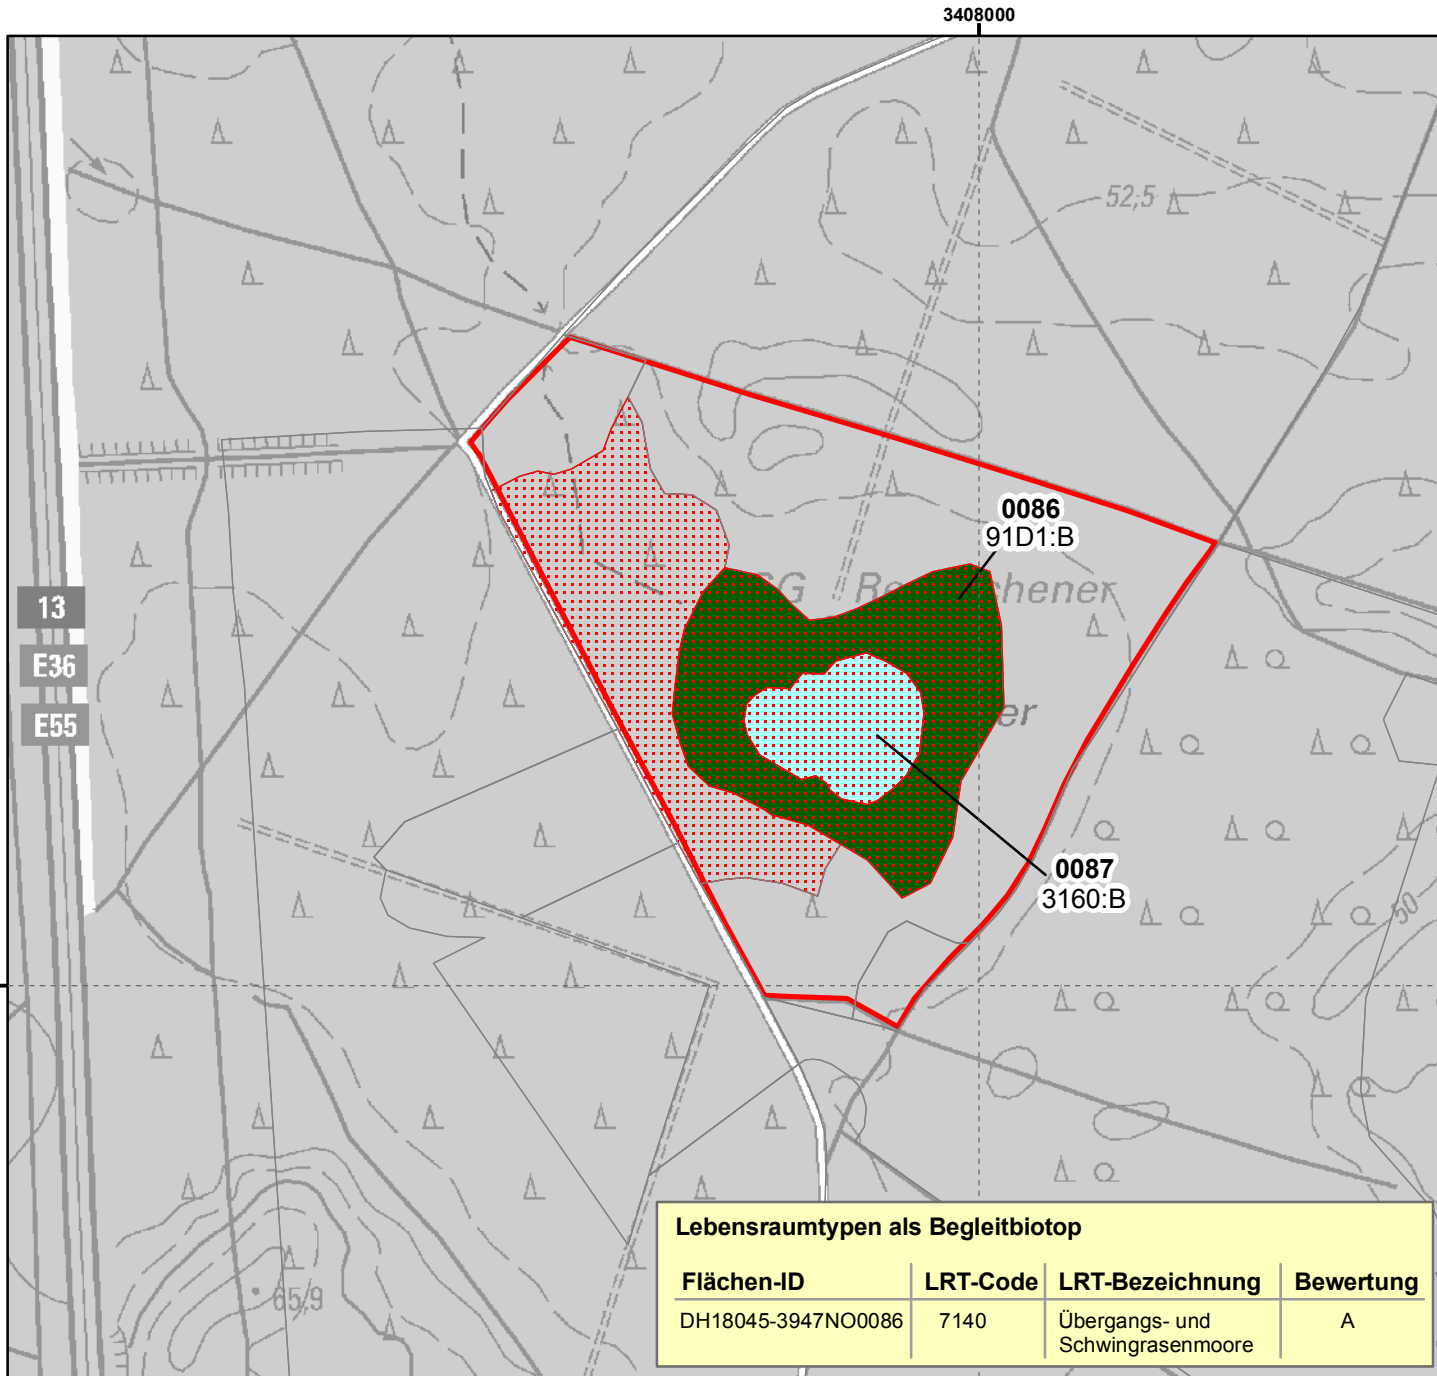 3408000
52,5
0086
91D1:B
chener
13
E36
E55
er
0087
3160:B
50
65,9
Lebensraumtypen als Begleitbiotop
Flächen-ID LRT-Code LRT-Bezeichnung Bewertung
DH18045-3947NO0086 7140 Übergangs- und A
Schwingrasenmoore